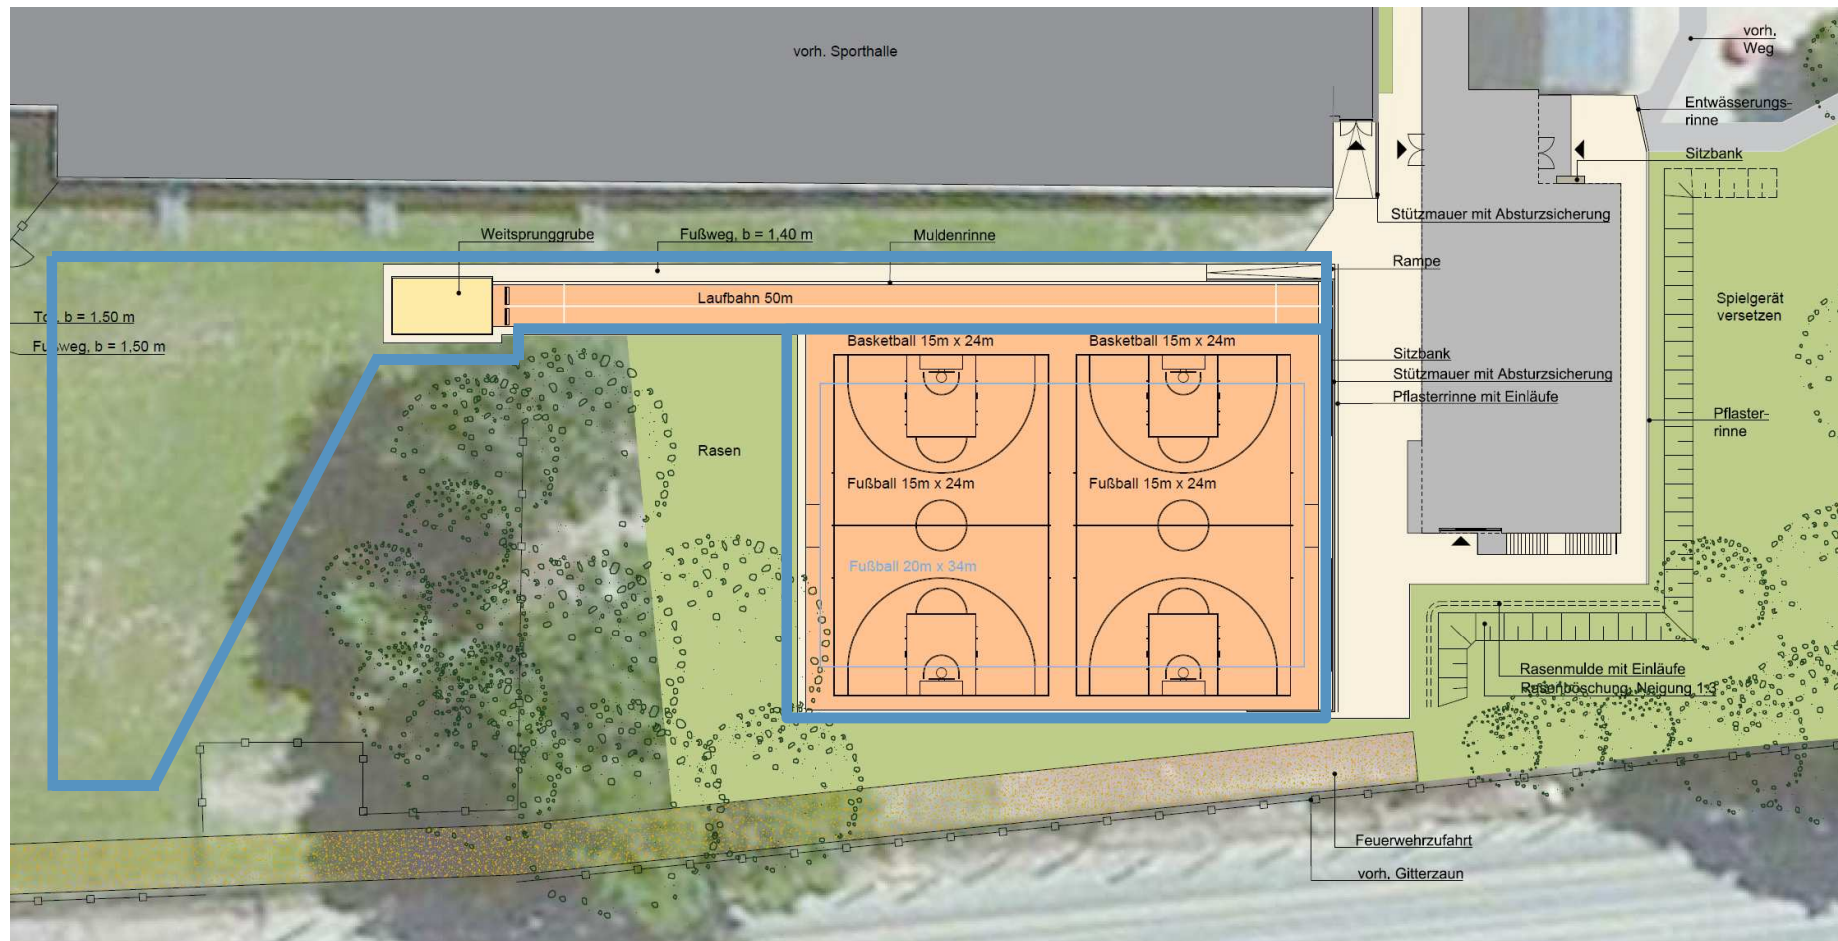 vorh. Sporthalle
vorh.
Weg
Entwässerungs-
rinne
Sitzbank
Stützmauer mit Absturzsicherung
Weitsprunggrube
Fußweg, b = 1,40 m
Muldenrinne
Rampe
Laufbahn 50m
Spielgerät
versetzen
b = 1.50 m
Fußweg, b = 1,50 m
Basketball 15m x 24m
Basketball 15m x 24m
Sitzbank
Stützmauer mit Absturzsicherung
Pflasterrinne mit Einläufe
Pflaster-
rinne
Rasen
Fußball 15m x 24m
Fußball 15m x 24m
Fußball 20m x 34m
Rasenmulde mit Einläufe
Rasenböschung, Neigung 1:3
Feuerwehrzufahrt
vorh. Gitterzaun